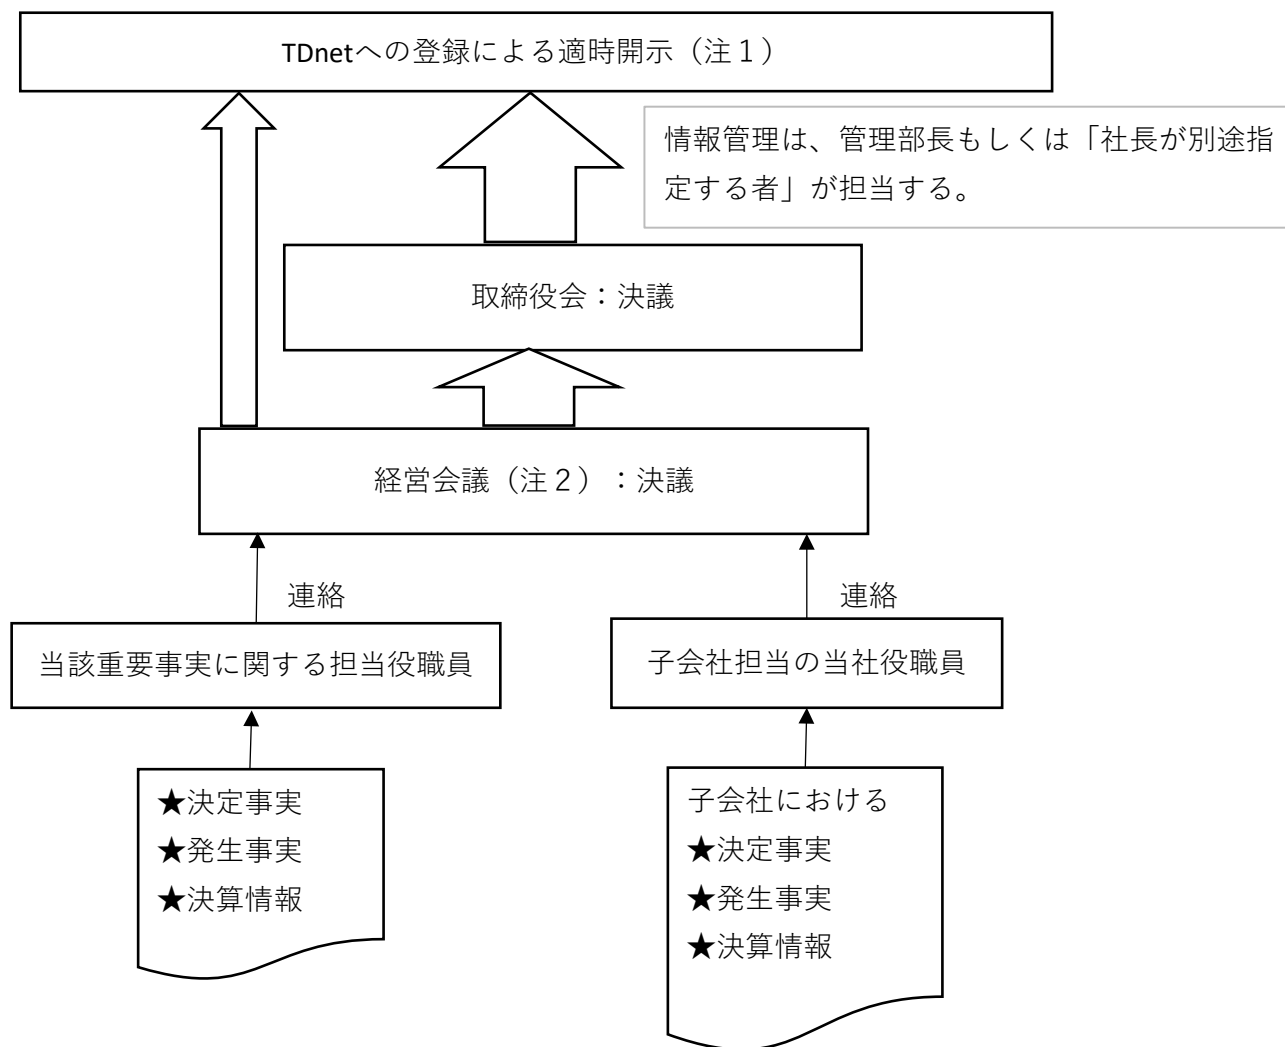 TDnetへの登録による適時開示（注１）
情報管理は、管理部長もしくは「社長が別途指
定する者」が担当する。
取締役会：決議
経営会議（注２）：決議
連絡
連絡
当該重要事実に関する担当役職員
子会社担当の当社役職員
★決定事実
★発生事実
★決算情報
子会社における
★決定事実
★発生事実
★決算情報